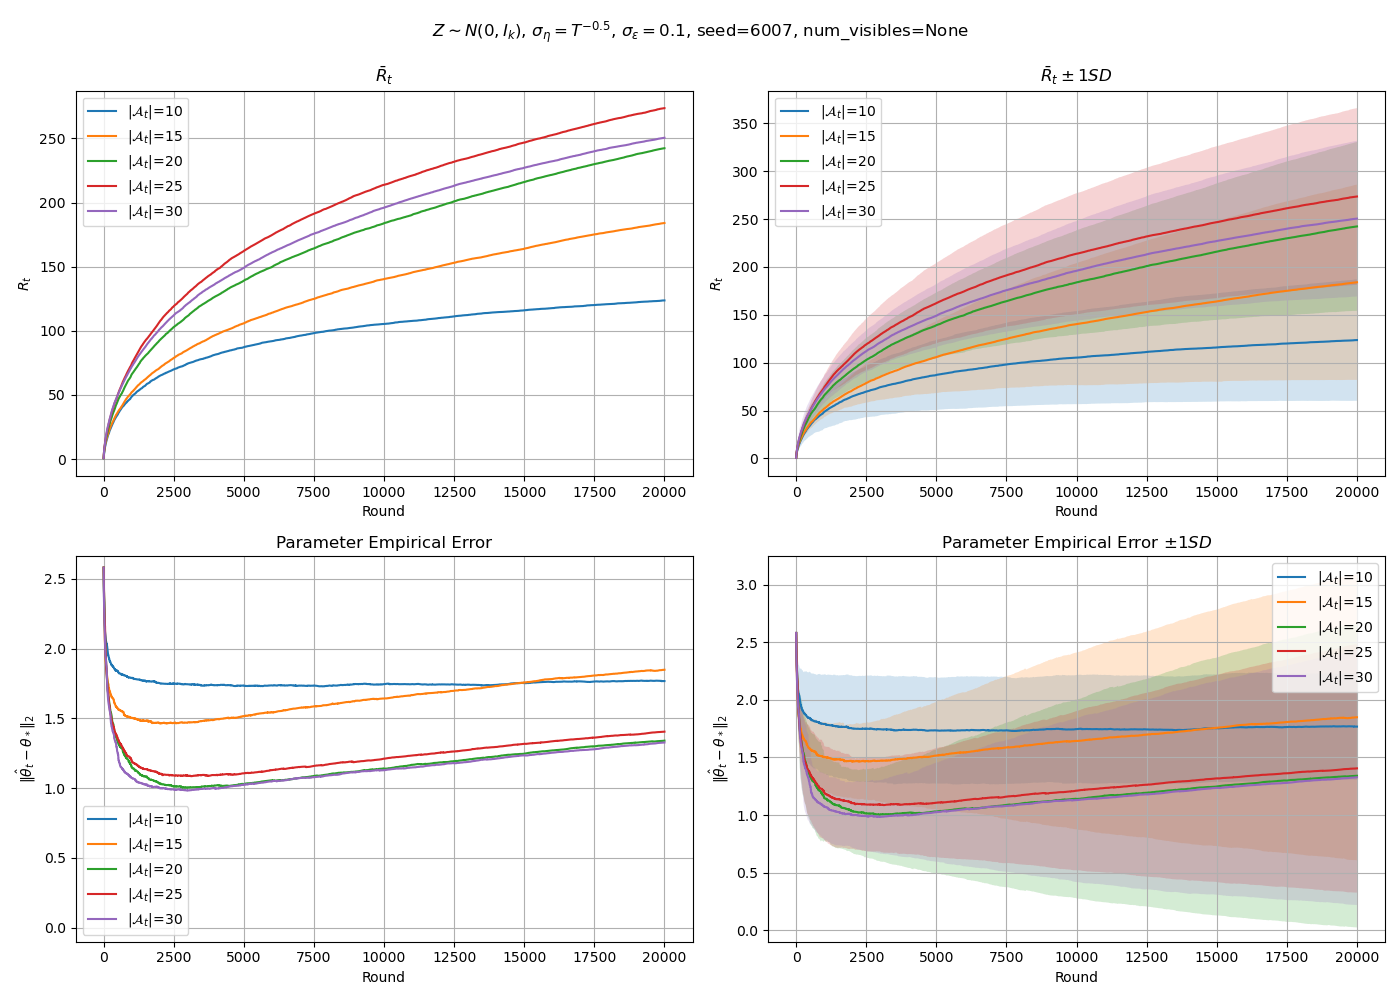 Z ~ N(0, I_k), σ_η = T^{−0.5}, σ_ε = 0.1, seed=6007, num_visibles=None
R̄_t
R_t
250
200
150
100
50
0
|𝒜_t|=10
|𝒜_t|=15
|𝒜_t|=20
|𝒜_t|=25
|𝒜_t|=30
0 2500 5000 7500 10000 12500 15000 17500 20000
Round
R̄_t ± 1SD
R_t
350
300
250
200
150
100
50
0
|𝒜_t|=10
|𝒜_t|=15
|𝒜_t|=20
|𝒜_t|=25
|𝒜_t|=30
0 2500 5000 7500 10000 12500 15000 17500 20000
Round
Parameter Empirical Error
‖θ̂_t − θ_*‖_2
2.5
2.0
1.5
1.0
0.5
0.0
|𝒜_t|=10
|𝒜_t|=15
|𝒜_t|=20
|𝒜_t|=25
|𝒜_t|=30
0 2500 5000 7500 10000 12500 15000 17500 20000
Round
Parameter Empirical Error ±1SD
‖θ̂_t − θ_*‖_2
3.0
2.5
2.0
1.5
1.0
0.5
0.0
|𝒜_t|=10
|𝒜_t|=15
|𝒜_t|=20
|𝒜_t|=25
|𝒜_t|=30
0 2500 5000 7500 10000 12500 15000 17500 20000
Round